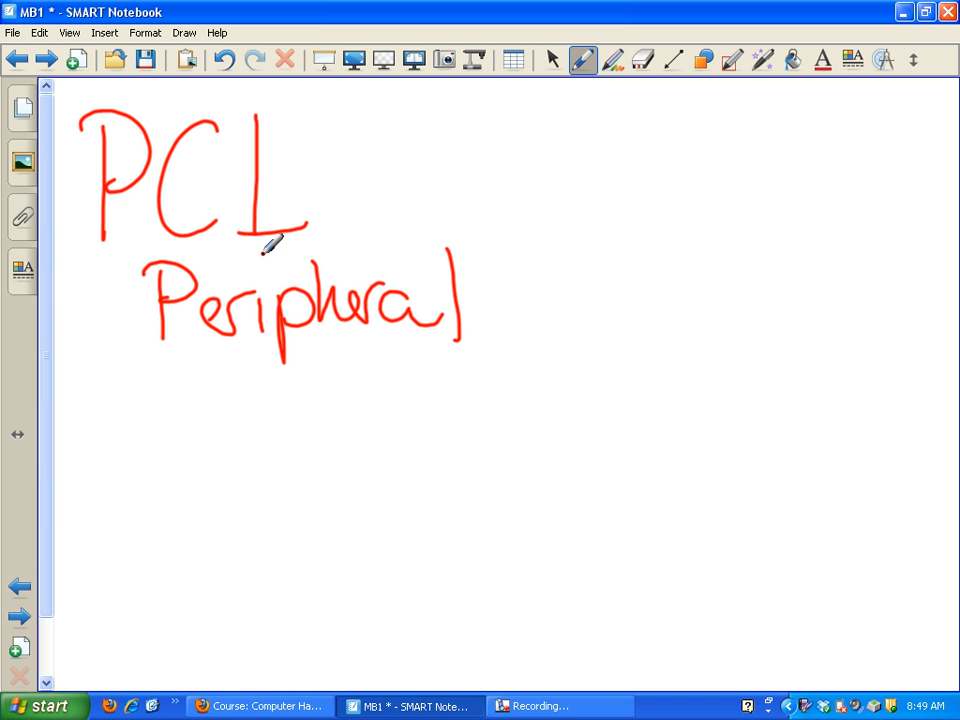 MB1 * - SMART Notebook
File Edit View Insert Format Draw Help
PCI
Peripheral
start
Course: Computer Ha...
MB1 * - SMART Note...
Recording...
8:49 AM